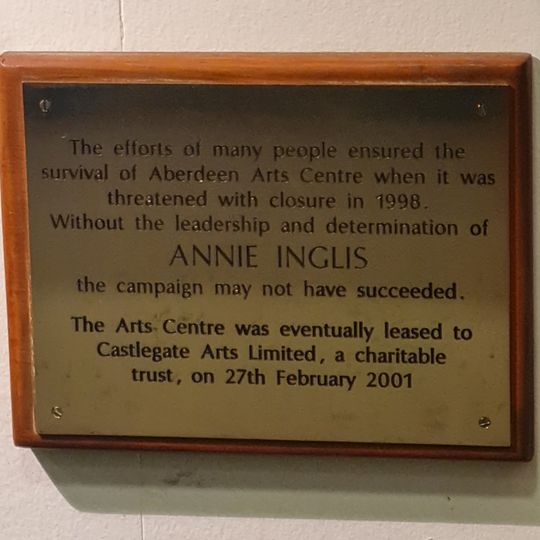 The efforts of many people ensured the
survival of Aberdeen Arts Centre when it was
threatened with closure in 1998.
Without the leadership and determination of
ANNIE INGLIS
the campaign may not have succeeded.
The Arts Centre was eventually leased to
Castlegate Arts Limited, a charitable
trust, on 27th February 2001